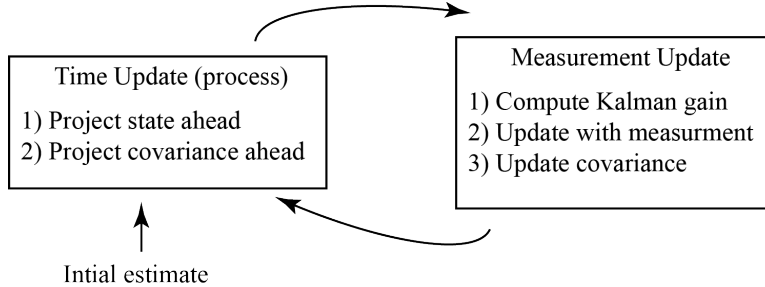 Time Update (process)
1) Project state ahead
2) Project covariance ahead
Measurement Update
1) Compute Kalman gain
2) Update with measurment
3) Update covariance
Intial estimate